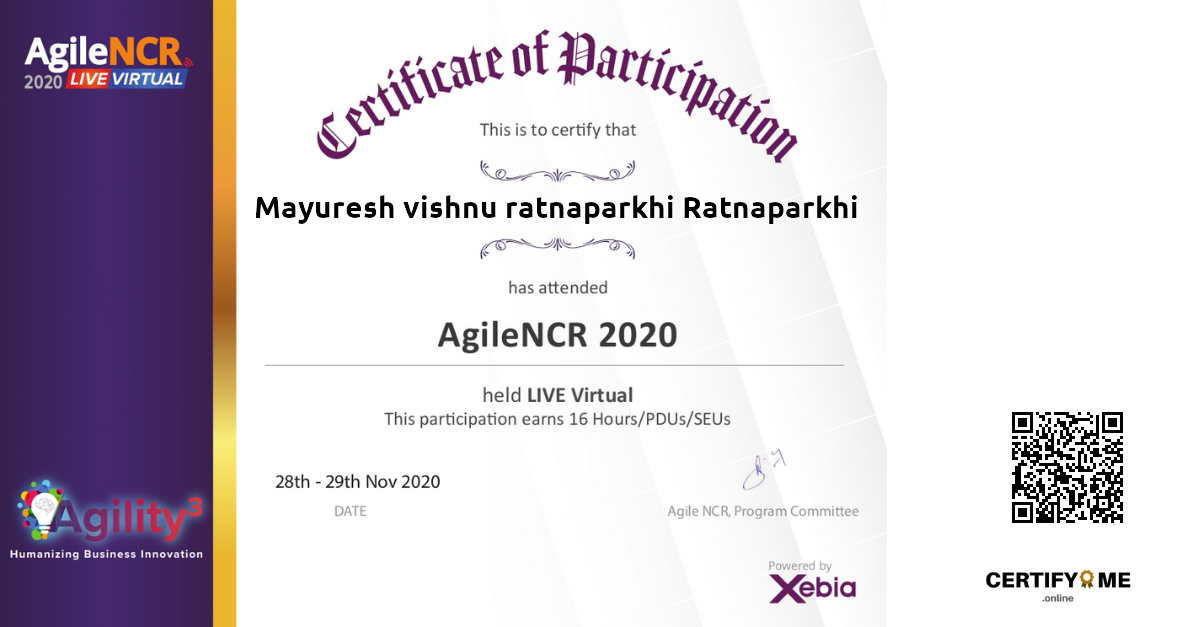 AgileNCR
2020 LIVE VIRTUAL
Certificate of Participation
This is to certify that
Mayuresh vishnu ratnaparkhi Ratnaparkhi
has attended
AgileNCR 2020
held LIVE Virtual
This participation earns 16 Hours/PDUs/SEUs
28th - 29th Nov 2020
DATE
Agile NCR, Program Committee
Agility3
Humanizing Business Innovation
Powered by
Xebia
CERTIFY ME
.online